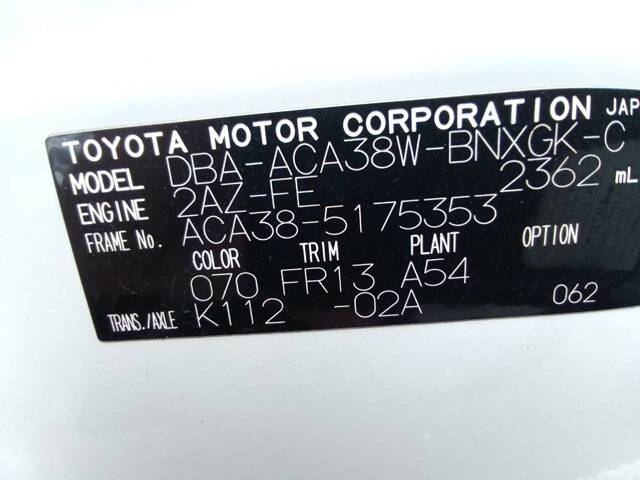 TOYOTA MOTOR CORPORATION JAP
MODEL DBA-ACA38W-BNXGK-C
ENGINE 2AZ-FE 2362 mL
FRAME No. ACA38-5175353
COLOR TRIM PLANT OPTION
070 FR13 A54
TRANS./AXLE K112 -02A 062